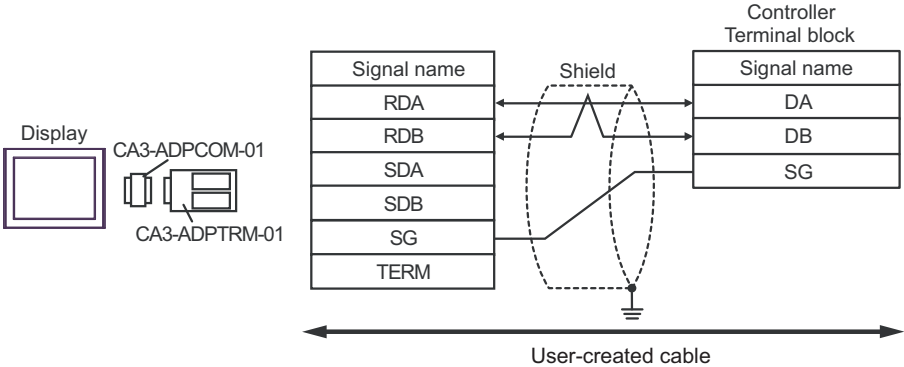 Controller
Terminal block
Signal name
Shield
Signal name
RDA
DA
Display
RDB
DB
CA3-ADPCOM-01
SDA
SG
SDB
CA3-ADPTRM-01
SG
TERM
User-created cable